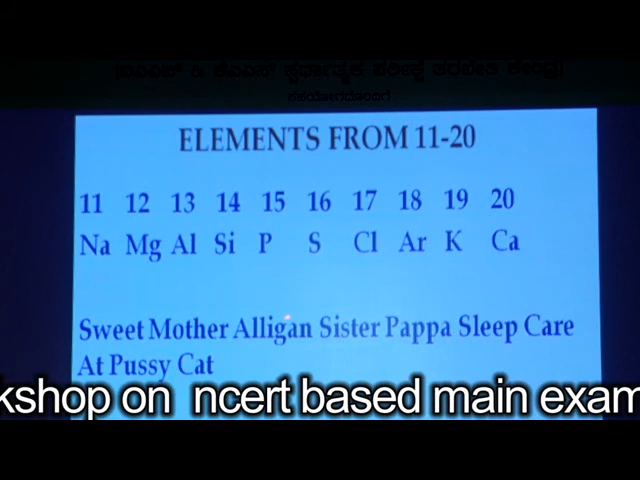 ELEMENTS FROM 11-20
11 12 13 14 15 16 17 18 19 20
Na Mg Al Si P S Cl Ar K Ca
Sweet Mother Alligan Sister Pappa Sleep Care
At Pussy Cat
kshop on ncert based main exam